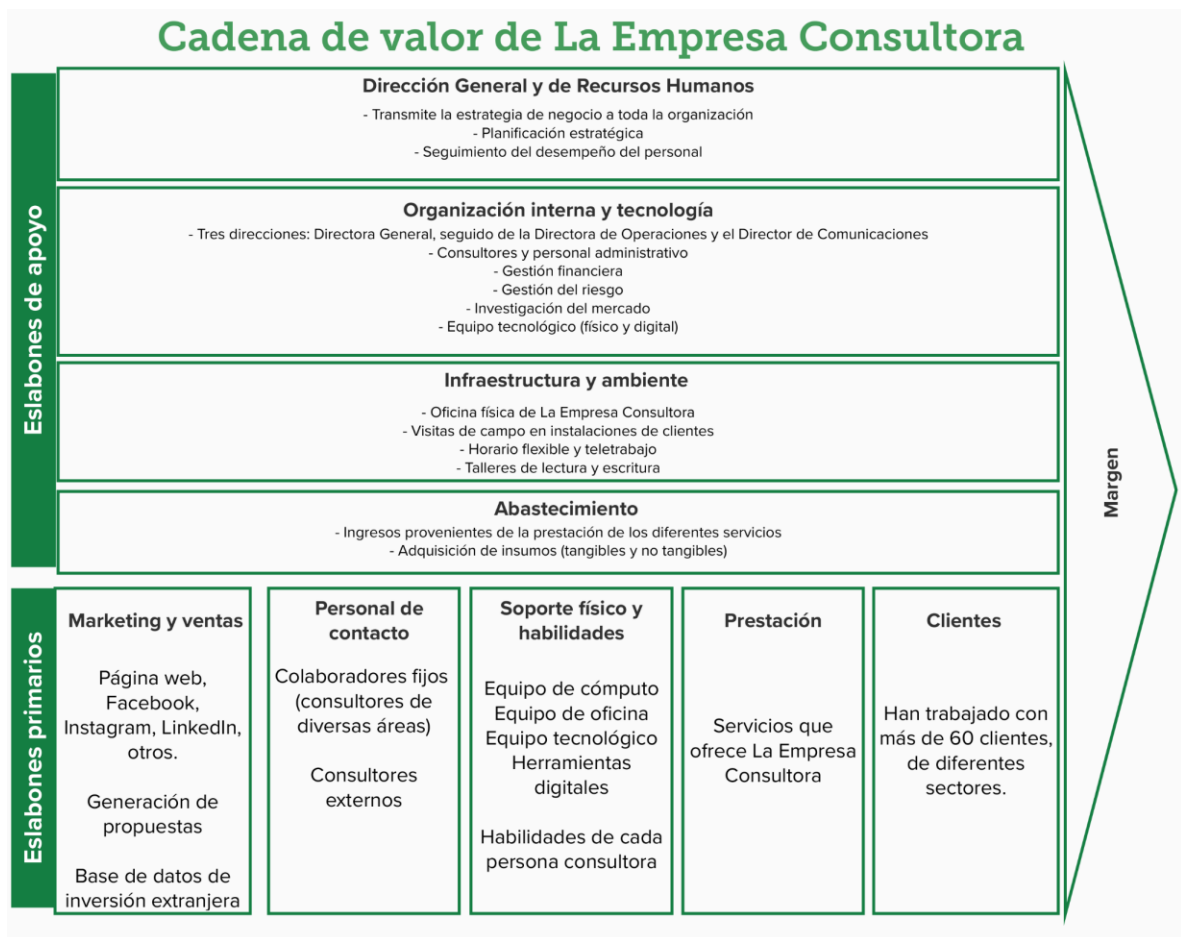 Cadena de valor de La Empresa Consultora
Eslabones de apoyo
Dirección General y de Recursos Humanos
- Transmite la estrategia de negocio a toda la organización
- Planificación estratégica
- Seguimiento del desempeño del personal
Organización interna y tecnología
- Tres direcciones: Directora General, seguido de la Directora de Operaciones y el Director de Comunicaciones
- Consultores y personal administrativo
- Gestión financiera
- Gestión del riesgo
- Investigación del mercado
- Equipo tecnológico (físico y digital)
Infraestructura y ambiente
- Oficina física de La Empresa Consultora
- Visitas de campo en instalaciones de clientes
- Horario flexible y teletrabajo
- Talleres de lectura y escritura
Abastecimiento
- Ingresos provenientes de la prestación de los diferentes servicios
- Adquisición de insumos (tangibles y no tangibles)
Eslabones primarios
Marketing y ventas
Página web,
Facebook,
Instagram, LinkedIn,
otros.
Generación de
propuestas
Base de datos de
inversión extranjera
Personal de
contacto
Colaboradores fijos
(consultores de
diversas áreas)
Consultores
externos
Soporte físico y
habilidades
Equipo de cómputo
Equipo de oficina
Equipo tecnológico
Herramientas
digitales
Habilidades de cada
persona consultora
Prestación
Servicios que
ofrece La Empresa
Consultora
Clientes
Han trabajado con
más de 60 clientes,
de diferentes
sectores.
Margen